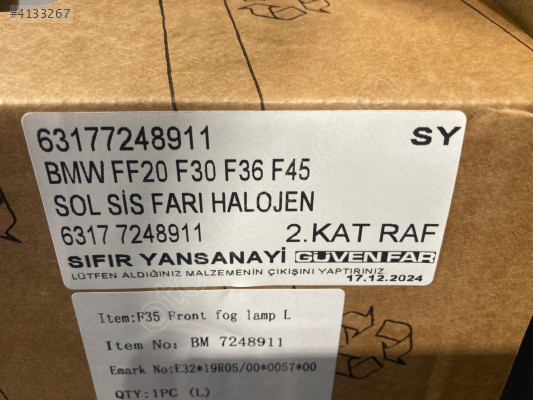 #4133267
63177248911 SY
BMW FF20 F30 F36 F45
SOL SİS FARI HALOJEN
6317 7248911 2.KAT RAF
SIFIR YANSANAYİ GÜVEN FAR
LÜTFEN ALDIĞINIZ MALZEMENİN ÇIKIŞINI YAPTIRINIZ.
17.12.2024
Item:F35 Front fog lamp L
Item No: BM 7248911
Emark No:E32*19R05/00*0057*00
QTY:1PC (L)